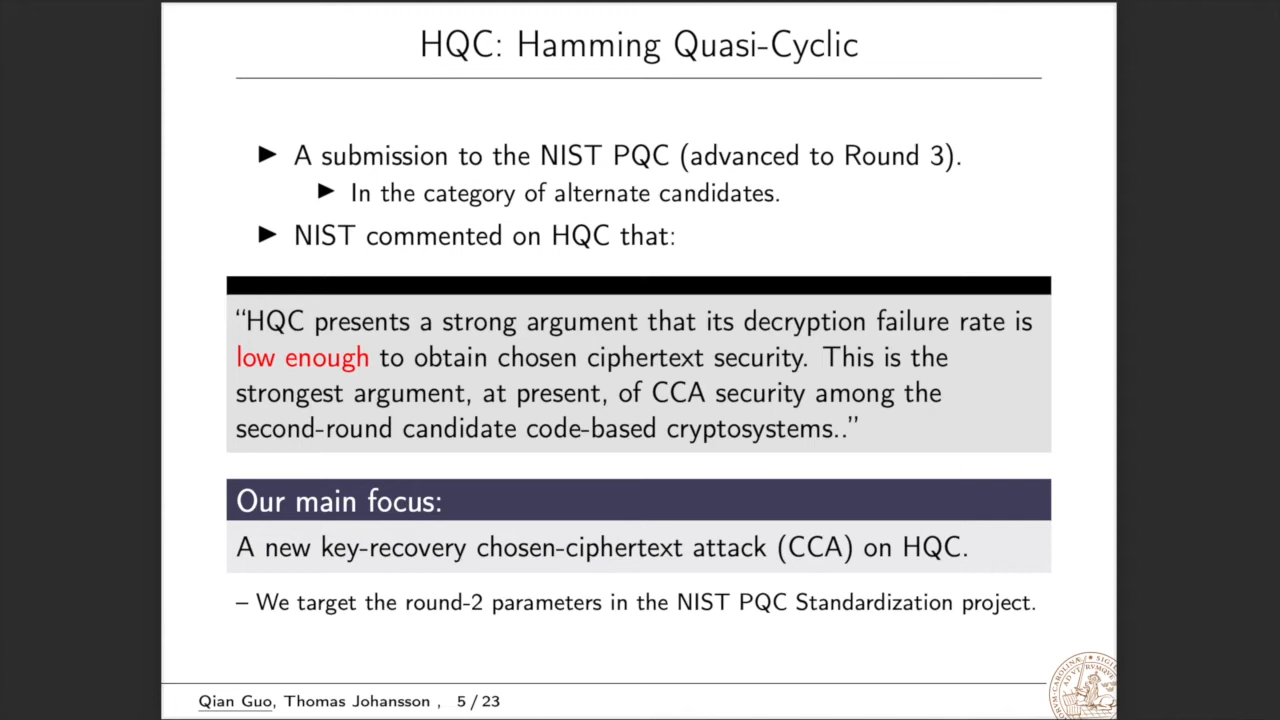 HQC: Hamming Quasi-Cyclic
▶ A submission to the NIST PQC (advanced to Round 3).
▶ In the category of alternate candidates.
▶ NIST commented on HQC that:
“HQC presents a strong argument that its decryption failure rate is
low enough to obtain chosen ciphertext security. This is the
strongest argument, at present, of CCA security among the
second-round candidate code-based cryptosystems..”
Our main focus:
A new key-recovery chosen-ciphertext attack (CCA) on HQC.
– We target the round-2 parameters in the NIST PQC Standardization project.
Qian Guo, Thomas Johansson , 5 / 23